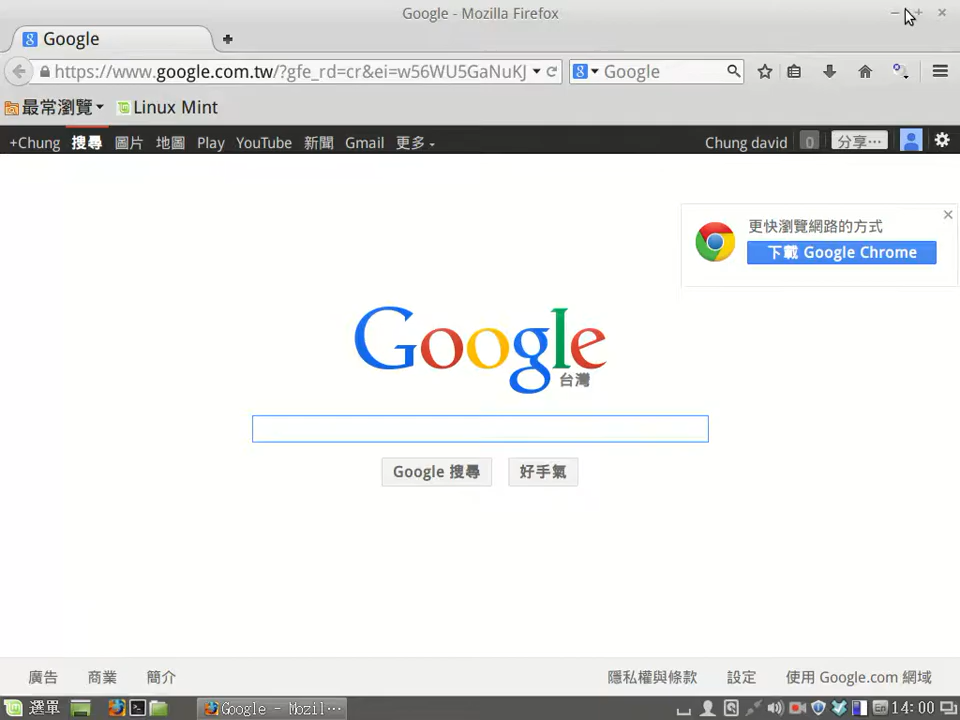 Google - Mozilla Firefox
Google
https://www.google.com.tw/?gfe_rd=cr&ei=w56WU5GaNuKJ
Google
最常瀏覽 Linux Mint
+Chung 搜尋 圖片 地圖 Play YouTube 新聞 Gmail 更多 Chung david 0 分享…
更快瀏覽網路的方式
下載 Google Chrome
Google
台灣
Google 搜尋 好手氣
廣告 商業 簡介 隱私權與條款 設定 使用 Google.com 網域
選單 Google - Mozil… En 14:00